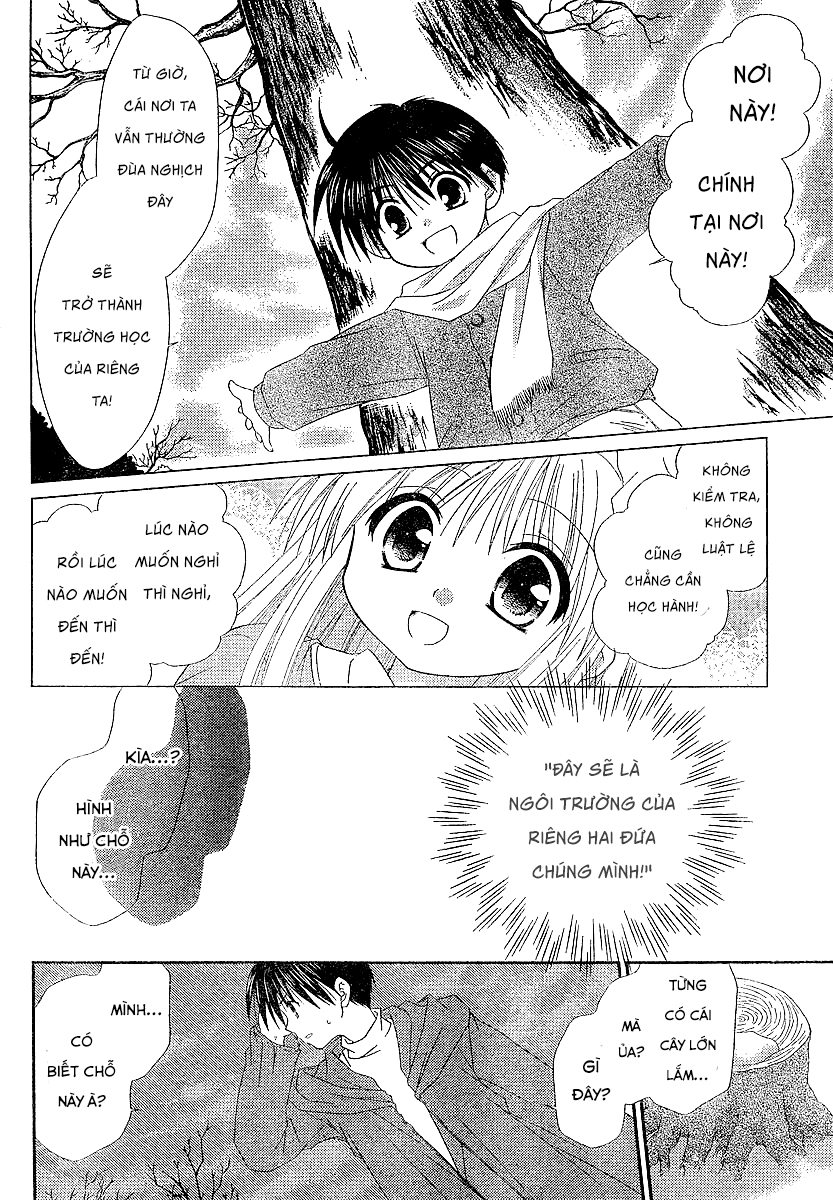 NƠI
NÀY!
CHÍNH
TẠI NƠI
NÀY!
TỪ GIỜ,
CÁI NƠI TA
VẪN THƯỜNG
ĐÙA NGHỊCH
ĐÂY
SẼ
TRỞ THÀNH
TRƯỜNG HỌC
CỦA RIÊNG
TA!
KHÔNG
KIỂM TRA,
KHÔNG
LUẬT LỆ
CŨNG
CHẲNG CẦN
HỌC HÀNH!
LÚC NÀO
MUỐN NGHỈ
THÌ NGHỈ,
RỒI LÚC
NÀO MUỐN
ĐẾN THÌ
ĐẾN!
"ĐÂY SẼ LÀ
NGÔI TRƯỜNG CỦA
RIÊNG HAI ĐỨA
CHÚNG MÌNH!"
KÌA...?
HÌNH
NHƯ CHỖ
NÀY...
TỪNG
CÓ CÁI
CÂY LỚN
LẮM...
MÀ
ỦA?
GÌ
ĐÂY?
MÌNH...
CÓ
BIẾT CHỖ
NÀY À?